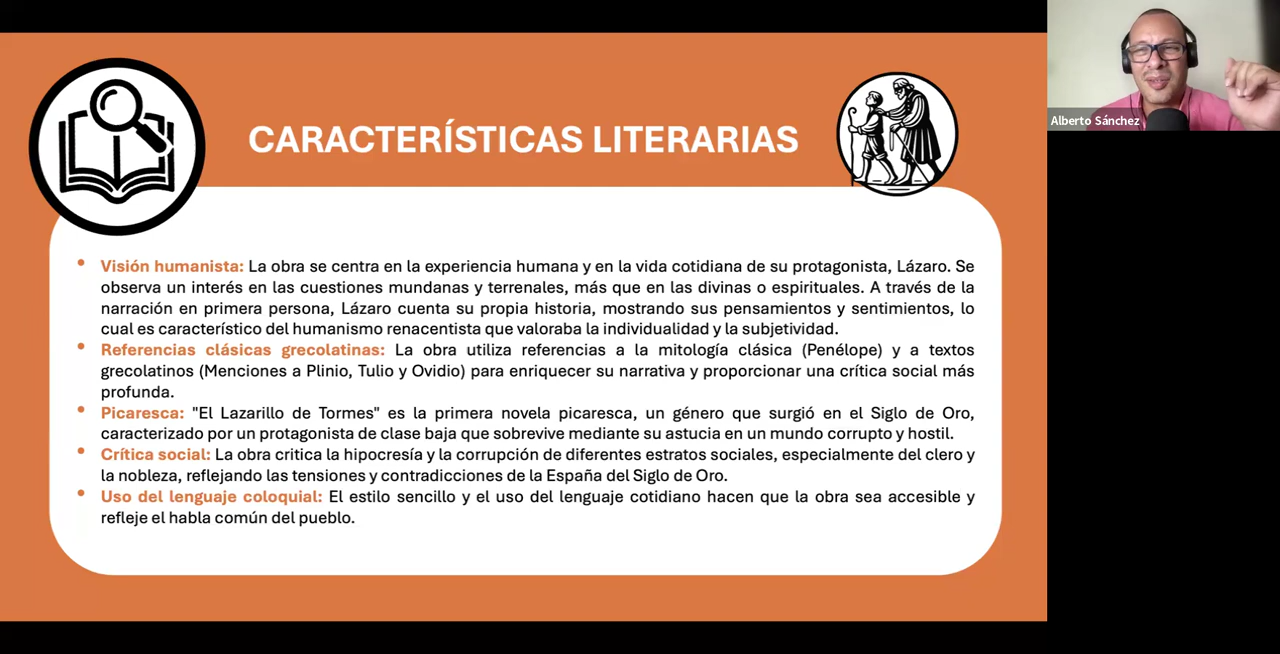 CARACTERÍSTICAS LITERARIAS
Alberto Sánchez
• Visión humanista: La obra se centra en la experiencia humana y en la vida cotidiana de su protagonista, Lázaro. Se
observa un interés en las cuestiones mundanas y terrenales, más que en las divinas o espirituales. A través de la
narración en primera persona, Lázaro cuenta su propia historia, mostrando sus pensamientos y sentimientos, lo
cual es característico del humanismo renacentista que valoraba la individualidad y la subjetividad.
• Referencias clásicas grecolatinas: La obra utiliza referencias a la mitología clásica (Penélope) y a textos
grecolatinos (Menciones a Plinio, Tulio y Ovidio) para enriquecer su narrativa y proporcionar una crítica social más
profunda.
• Picaresca: "El Lazarillo de Tormes" es la primera novela picaresca, un género que surgió en el Siglo de Oro,
caracterizado por un protagonista de clase baja que sobrevive mediante su astucia en un mundo corrupto y hostil.
• Crítica social: La obra critica la hipocresía y la corrupción de diferentes estratos sociales, especialmente del clero y
la nobleza, reflejando las tensiones y contradicciones de la España del Siglo de Oro.
• Uso del lenguaje coloquial: El estilo sencillo y el uso del lenguaje cotidiano hacen que la obra sea accesible y
refleje el habla común del pueblo.